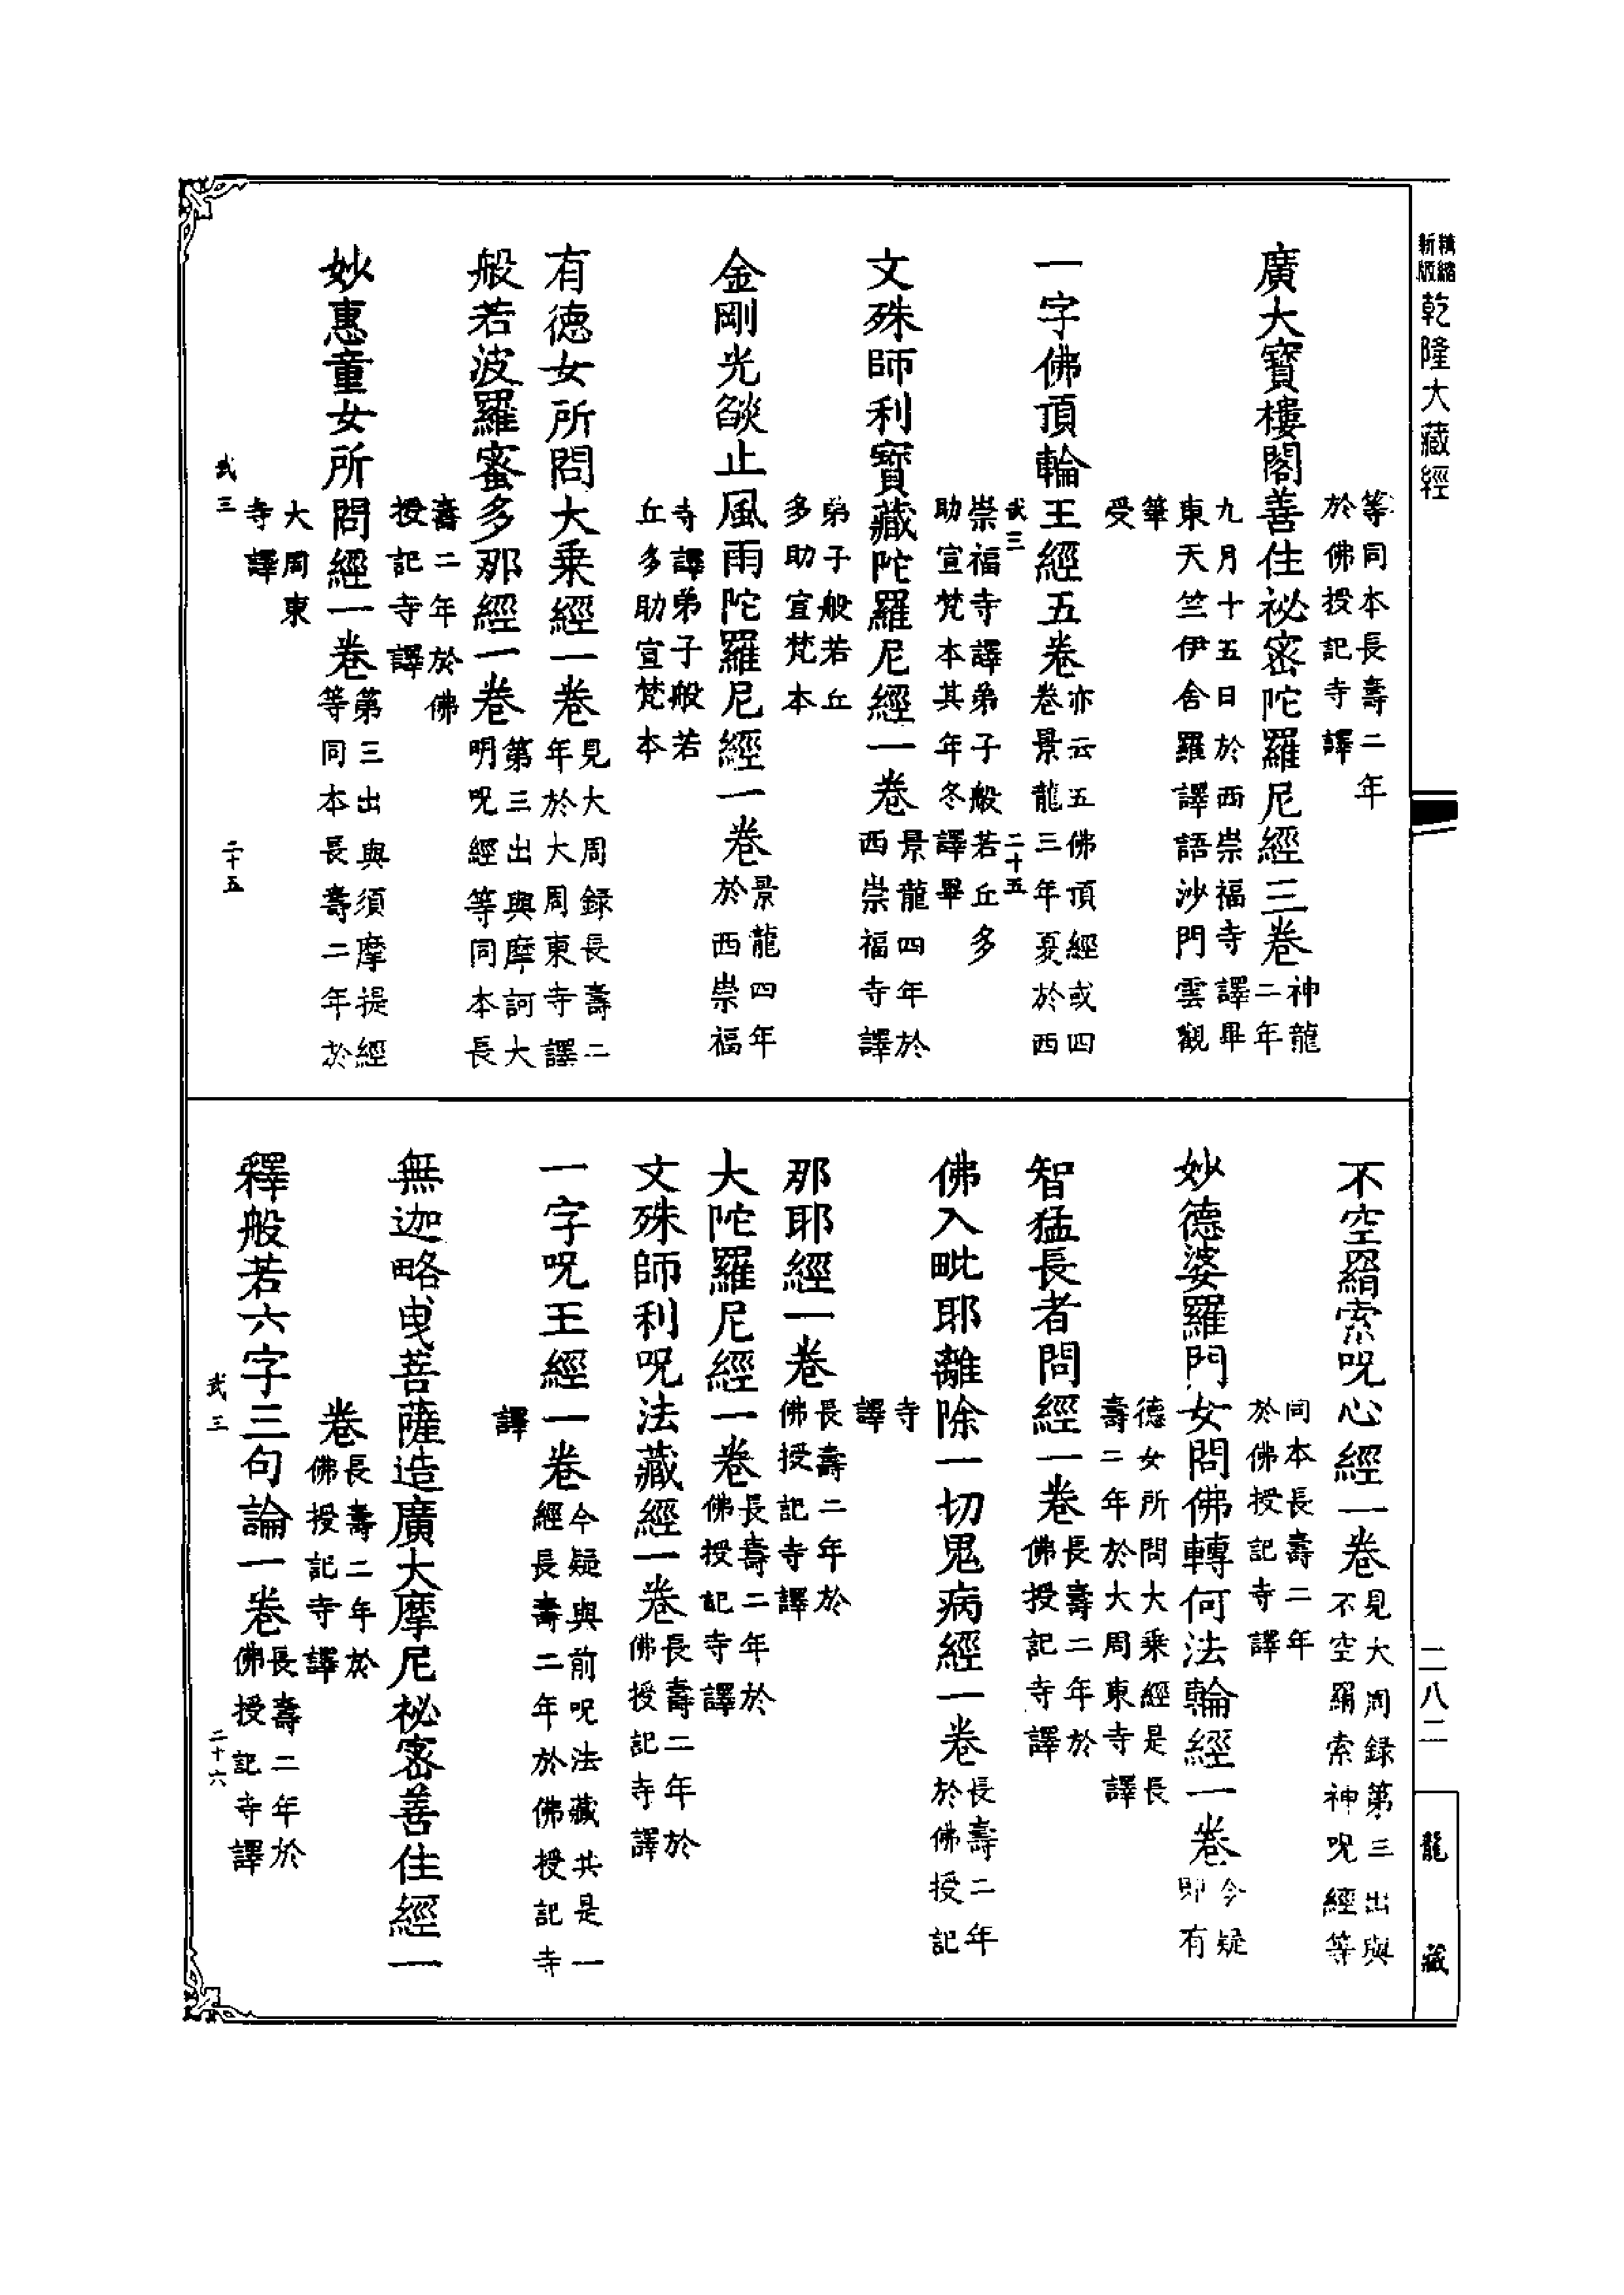 精縮
新版
乾隆大藏經
等同本長壽二年
於佛授記寺譯
廣大寶樓閣善住祕密陀羅尼經三卷
神龍
二年
九月十五日於西崇福寺譯畢
東天竺伊舍羅譯語沙門雲觀
筆
受
一字佛頂輪王經五卷
亦云五佛頂經或四
卷景龍三年夏於西
武三
二十五
崇福寺譯弟子般若丘多
助宣梵本其年冬譯畢
文殊師利寶藏陀羅尼經一卷
景龍四年於
西崇福寺譯
弟子般若丘
多助宣梵本
金剛光燄止風雨陀羅尼經一卷
景龍四年
於西崇福
寺譯弟子般若
丘多助宣梵本
有德女所問大乘經一卷
見大周録長壽二
年於大周東寺譯
般若波羅蜜多那經一卷
第三出與摩訶大
明呪經等同本長
壽二年於佛
授記寺譯
妙惠童女所問經一卷
第三出與須摩提經
等同本長壽二年於
大周東
寺譯
武三
二十五
不空羂索呪心經一卷
見大周録第三出與
不空羂索神呪經等
同本長壽二年
於佛授記寺譯
妙德婆羅門女問佛轉何法輪經一卷
今疑
即有
德女所問大乘經是長
壽二年於大周東寺譯
智猛長者問經一卷
長壽二年於
佛授記寺譯
佛入毗耶離除一切鬼病經一卷
長壽二年
於佛授記
寺
譯
那耶經一卷
長壽二年於
佛授記寺譯
大陀羅尼經一卷
長壽二年於
佛授記寺譯
文殊師利呪法藏經一卷
長壽二年於
佛授記寺譯
一字呪王經一卷
今疑與前呪法藏共是一
經長壽二年於佛授記寺
譯
無迦略曳菩薩造廣大摩尼祕密善住經一
卷
長壽二年於
佛授記寺譯
釋般若六字三句論一卷
長壽二年於
佛授記寺譯
武三
二十六
二八二
龍藏